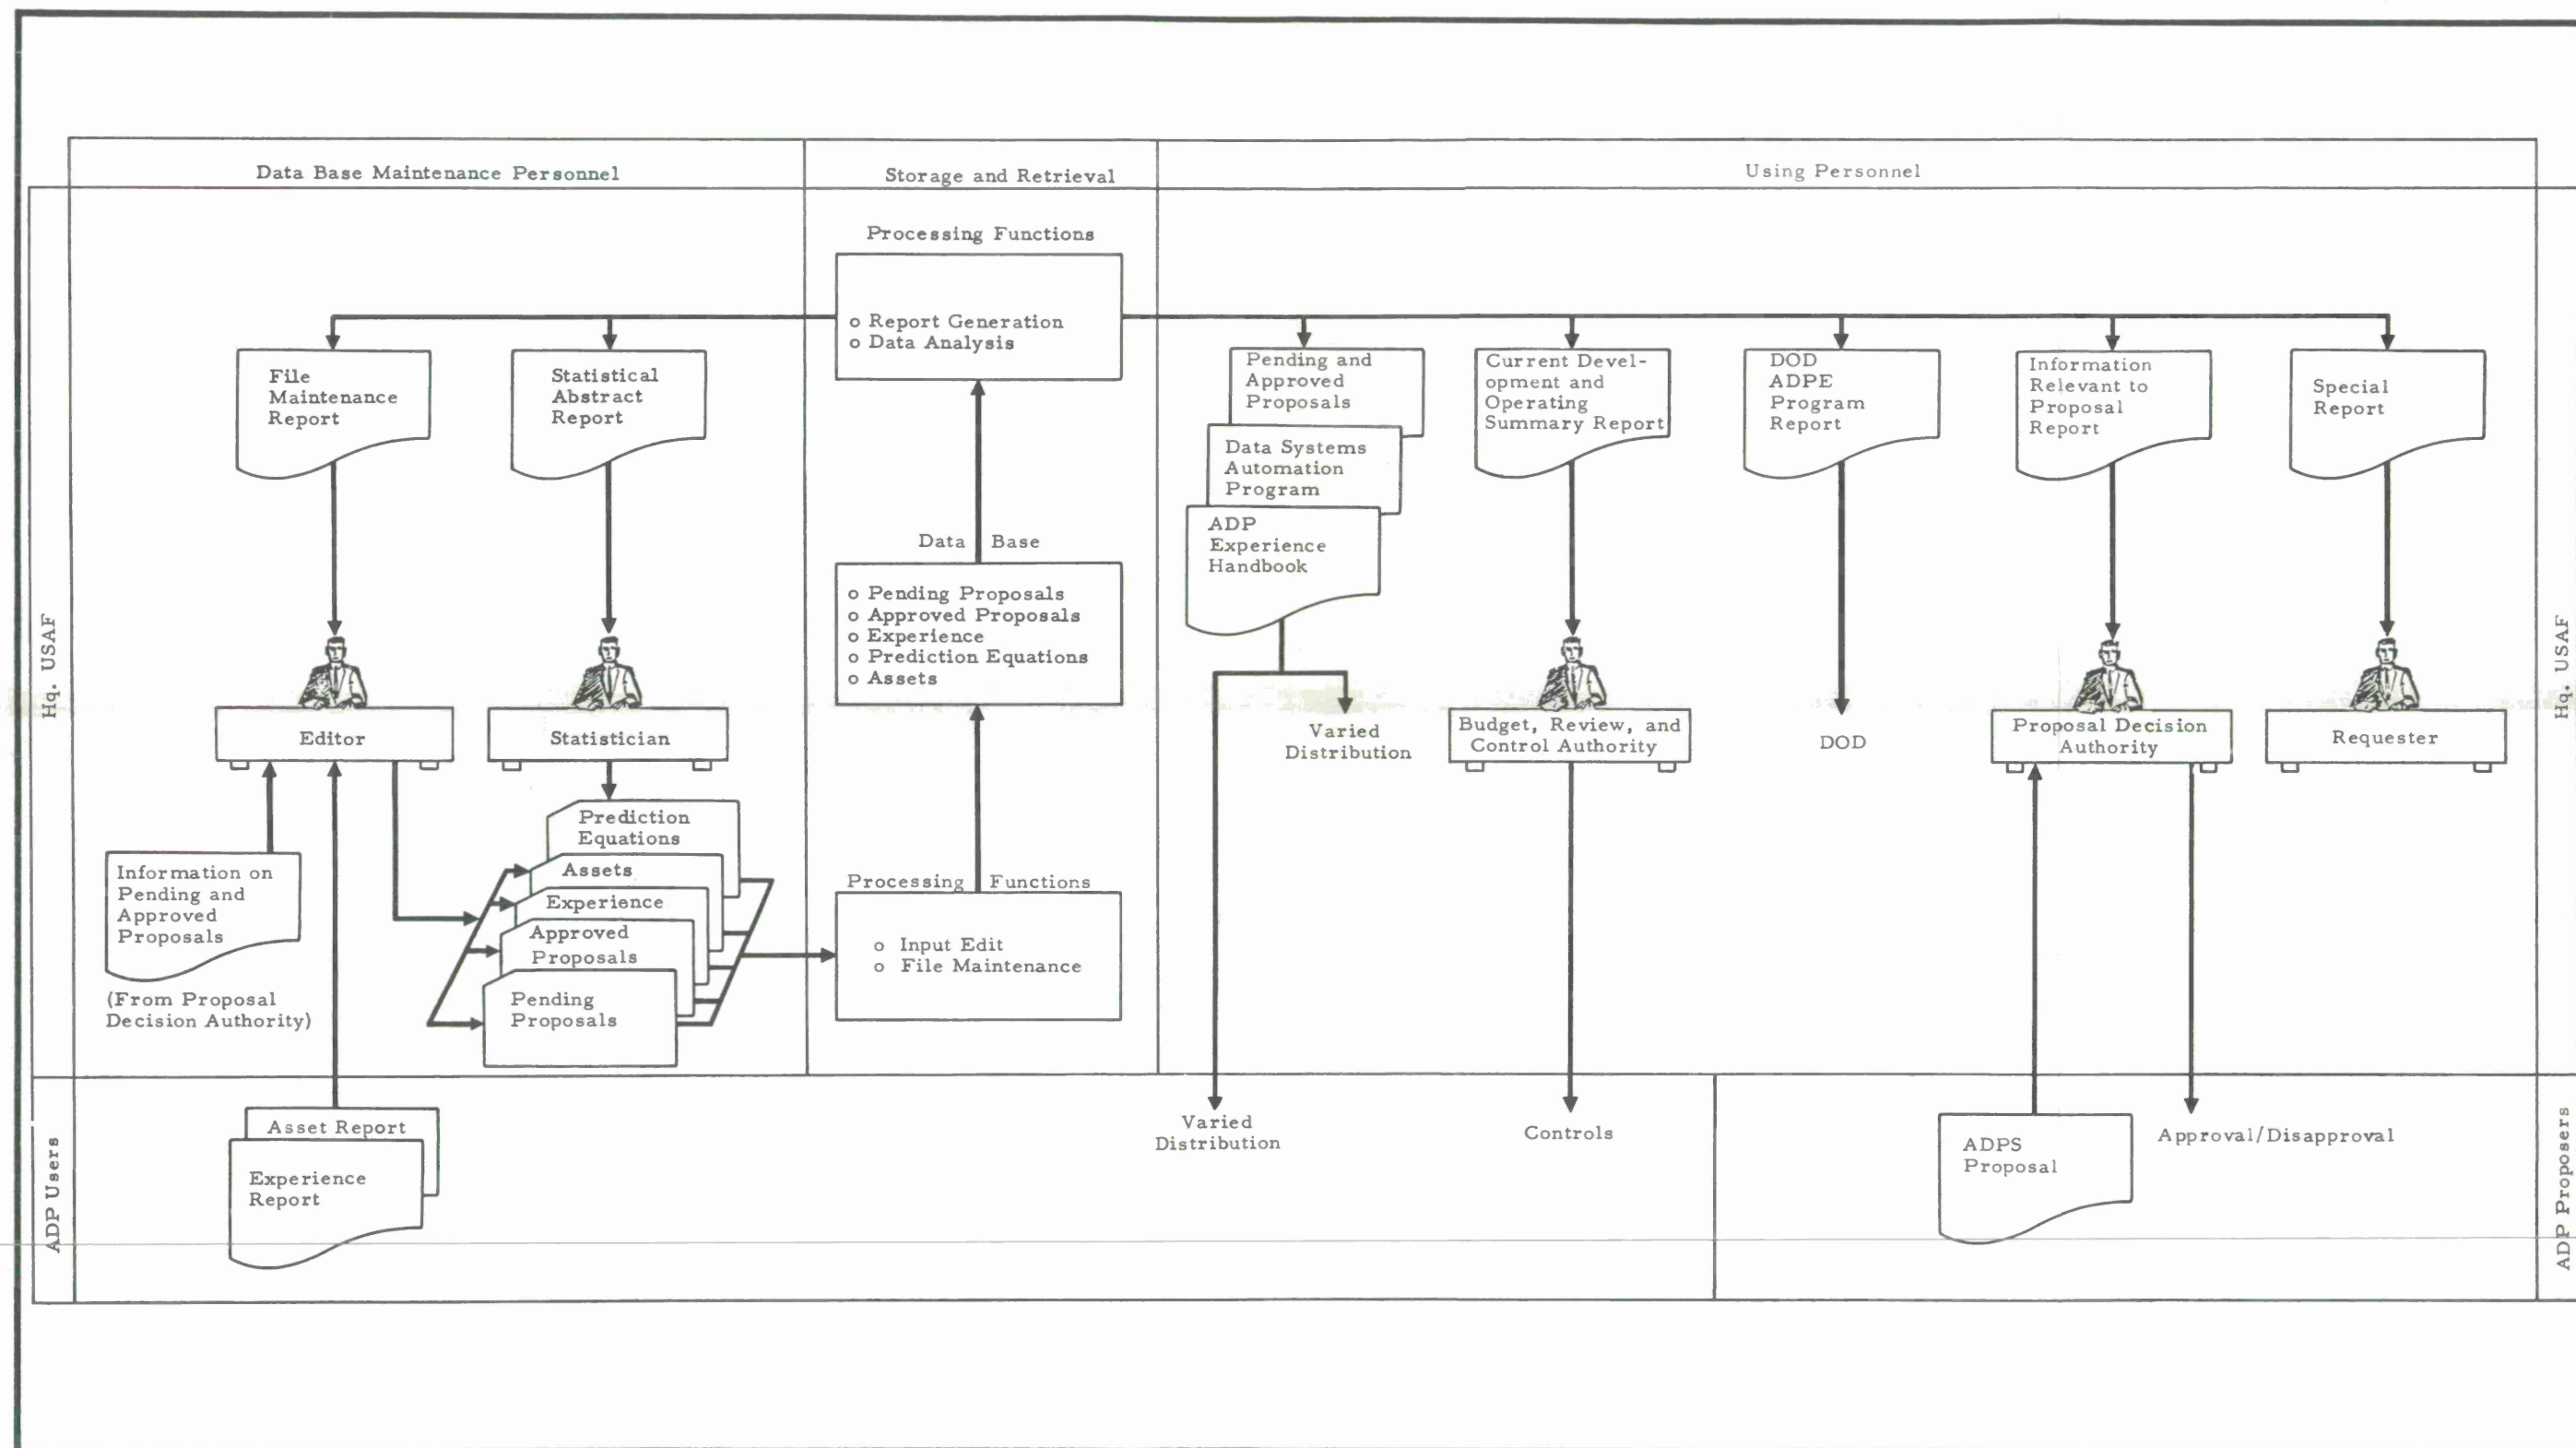 Data Base Maintenance Personnel
Storage and Retrieval
Using Personnel
Hq. USAF
Processing Functions
o Report Generation
o Data Analysis
File
Maintenance
Report
Statistical
Abstract
Report
Pending and
Approved
Proposals
Data Systems
Automation
Program
ADP
Experience
Handbook
Current Devel-
opment and
Operating
Summary Report
DOD
ADPE
Program
Report
Information
Relevant to
Proposal
Report
Special
Report
Data Base
o Pending Proposals
o Approved Proposals
o Experience
o Prediction Equations
o Assets
Hq. USAF
Editor
Statistician
Varied
Distribution
Budget, Review, and
Control Authority
DOD
Proposal Decision
Authority
Requester
Information on
Pending and
Approved
Proposals
(From Proposal
Decision Authority)
Prediction
Equations
Assets
Experience
Approved
Proposals
Pending
Proposals
Processing Functions
o Input Edit
o File Maintenance
ADP Users
Asset Report
Experience
Report
Varied
Distribution
Controls
ADPS
Proposal
Approval/Disapproval
ADP Proposers